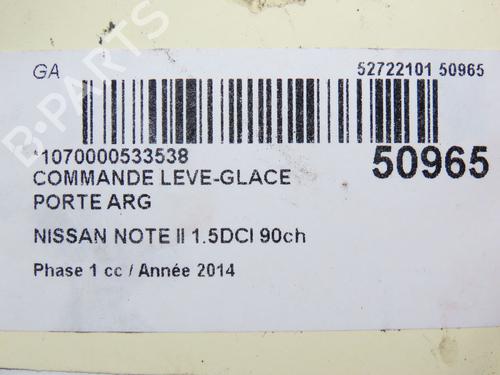 GA
52722101 50965
*1070000533538
50965
COMMANDE LEVE-GLACE
PORTE ARG
NISSAN NOTE II 1.5DCI 90ch
Phase 1 cc / Année 2014
B-PARTS